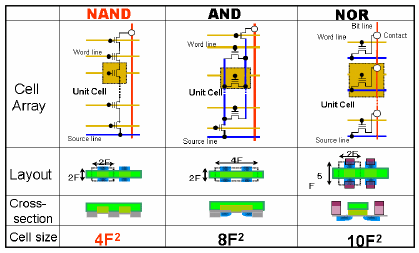 NAND AND NOR
Bit line
Word line
Word line
Word line
Contact
Cell
Array
Unit Cell
Unit Cell
Unit Cell
Source line
Source line
Source line
Layout
2F
2F
4F
2F
2F
5
F
Cross-
section
Cell size
4F²
8F²
10F²